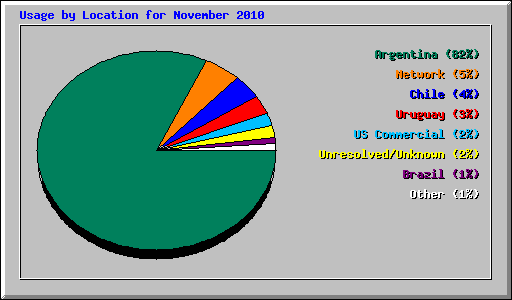 Usage by Location for November 2010
Argentina (82%)
Network (5%)
Chile (4%)
Uruguay (3%)
US Commercial (2%)
Unresolved/Unknown (2%)
Brazil (1%)
Other (1%)